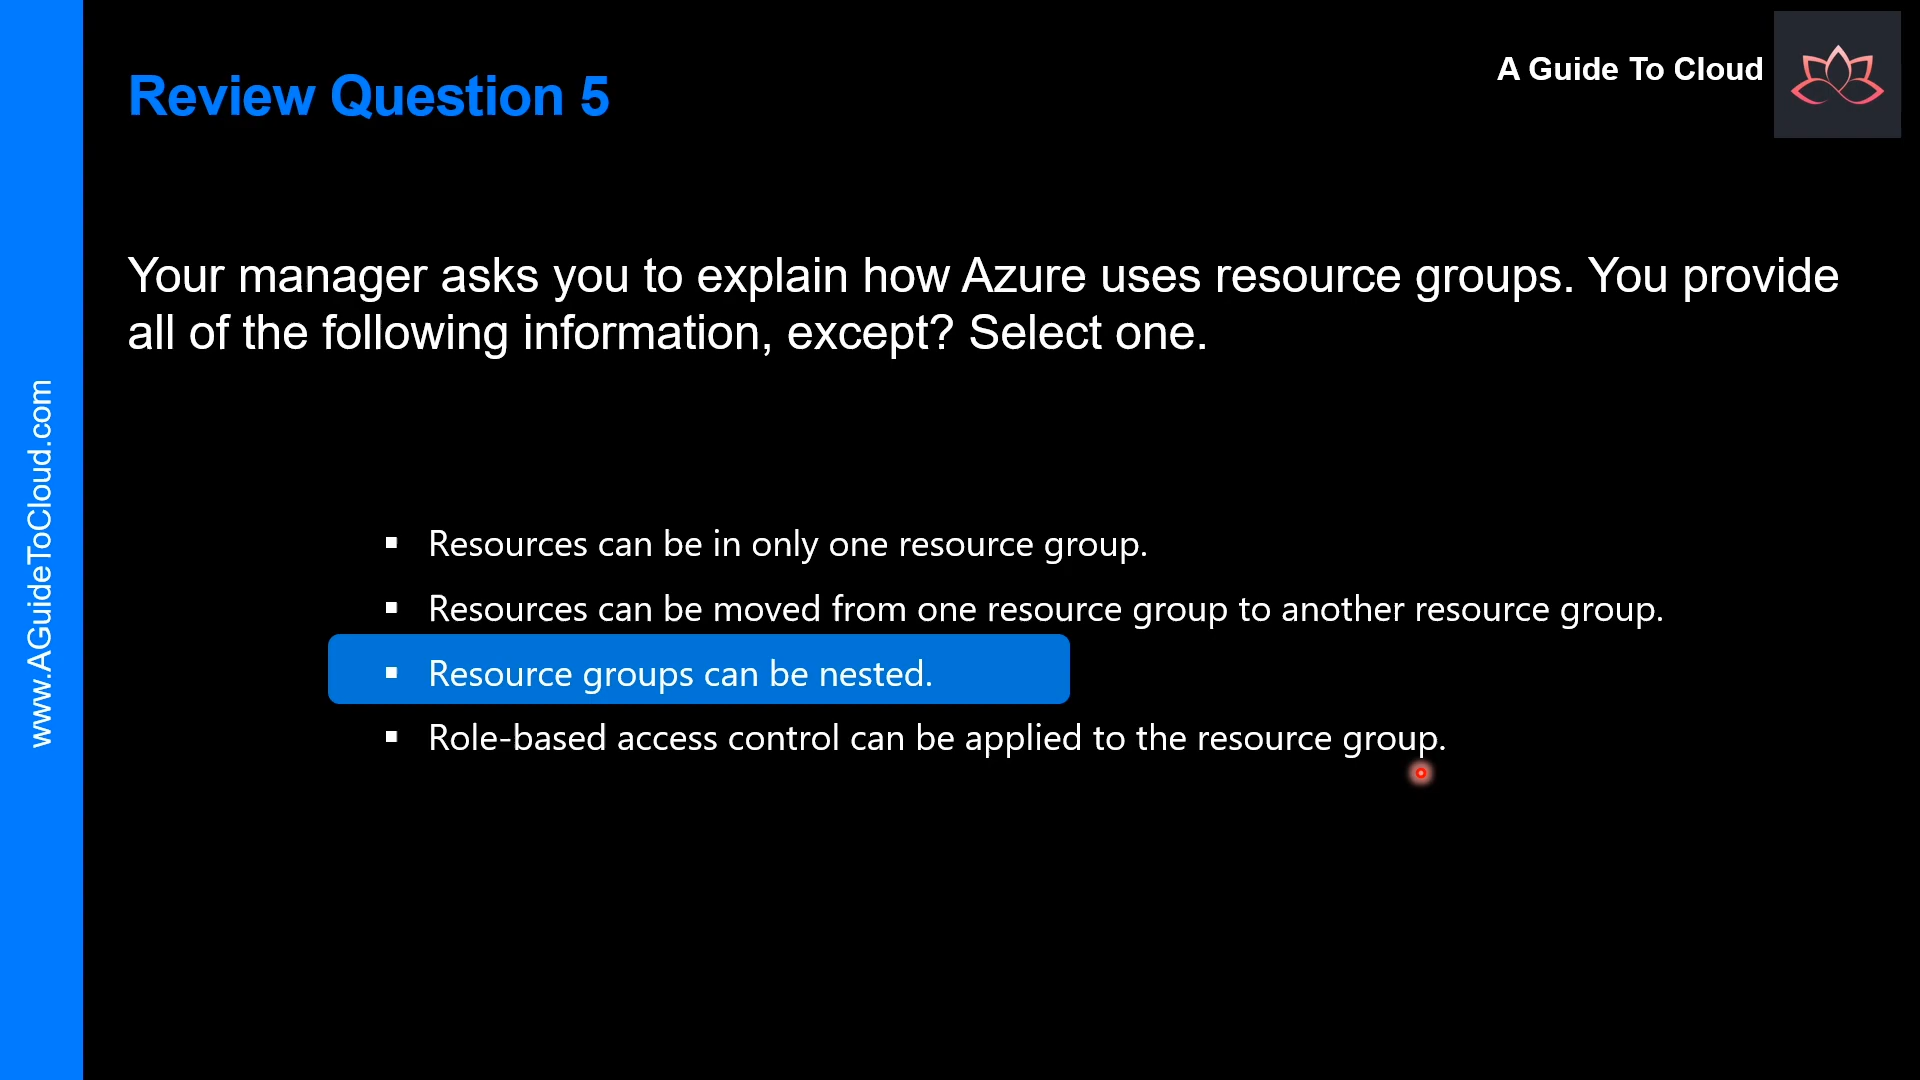 Review Question 5
A Guide To Cloud
Your manager asks you to explain how Azure uses resource groups. You provide
all of the following information, except? Select one.
▪ Resources can be in only one resource group.
▪ Resources can be moved from one resource group to another resource group.
▪ Resource groups can be nested.
▪ Role-based access control can be applied to the resource group.
www.AGuideToCloud.com